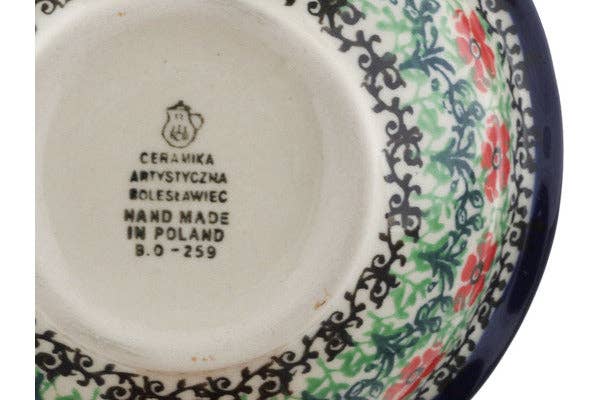 CERAMIKA
ARTYSTYCZNA
BOLESŁAWIEC
HAND MADE
IN POLAND
B.O - 259